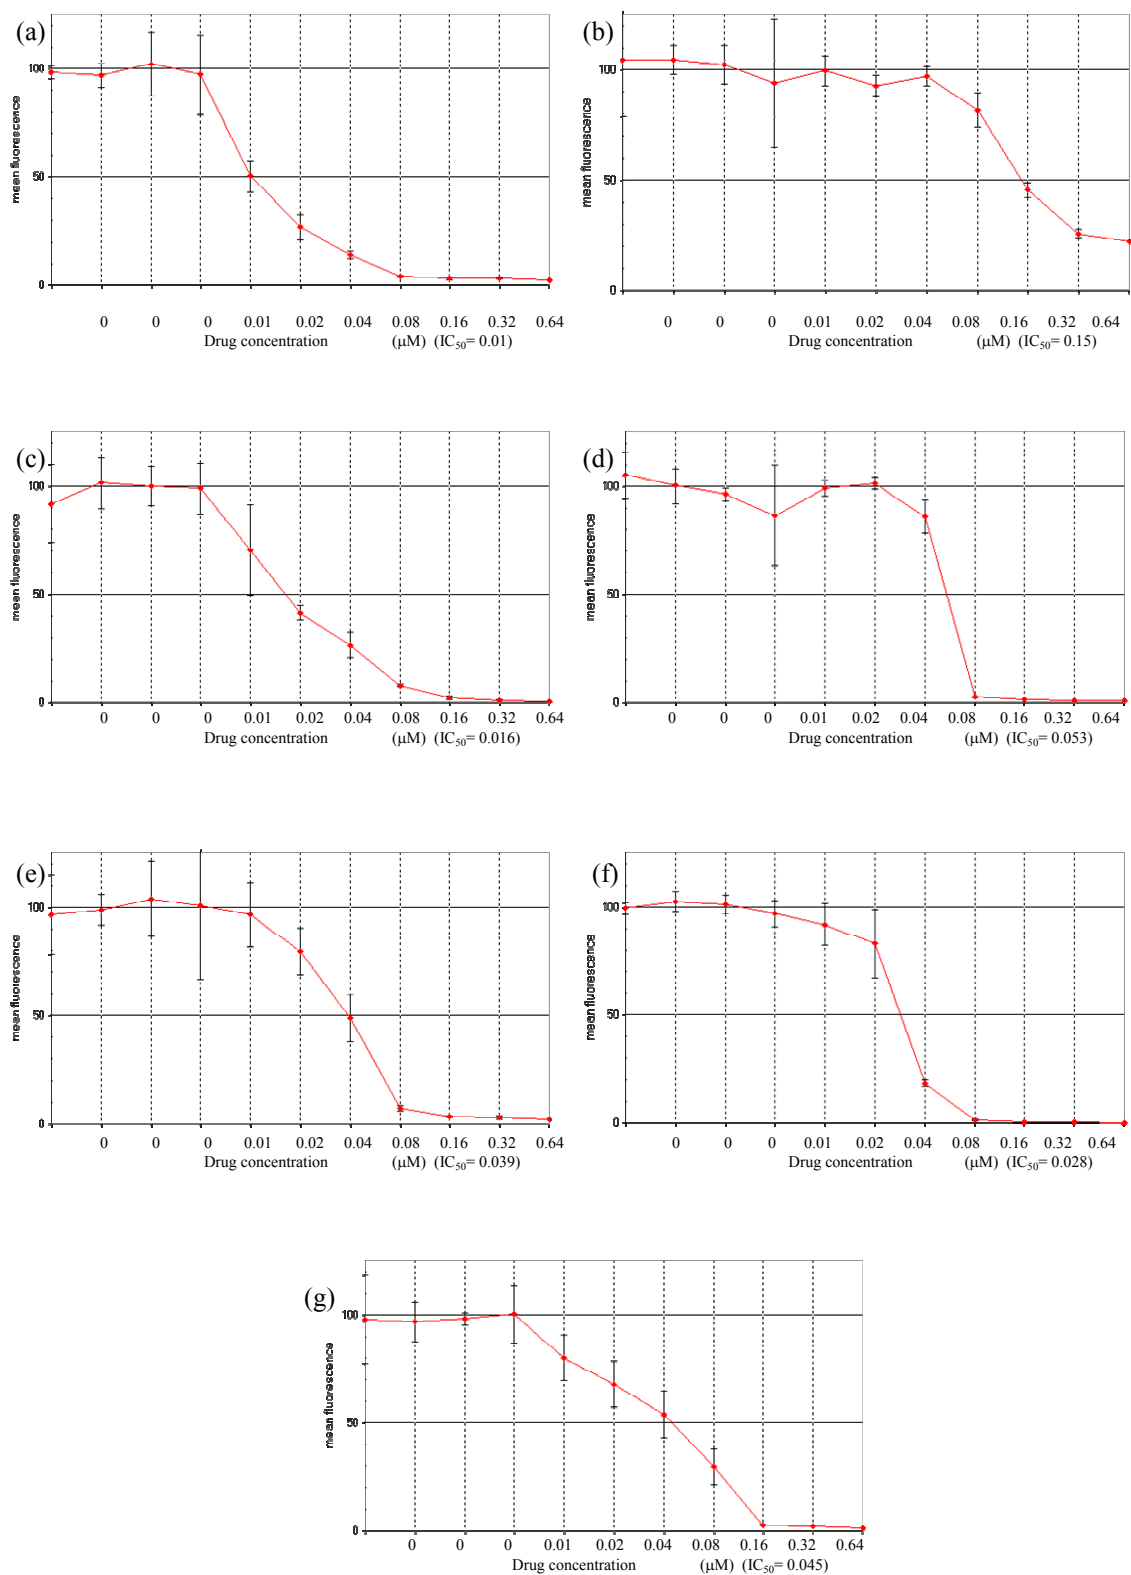 (a)
mean fluorescence
100
50
0
0 0 0 0.01 0.02 0.04 0.08 0.16 0.32 0.64
Drug concentration (μM) (IC50= 0.01)
(b)
mean fluorescence
100
50
0
0 0 0 0.01 0.02 0.04 0.08 0.16 0.32 0.64
Drug concentration (μM) (IC50= 0.15)
(c)
mean fluorescence
100
50
0
0 0 0 0.01 0.02 0.04 0.08 0.16 0.32 0.64
Drug concentration (μM) (IC50= 0.016)
(d)
mean fluorescence
100
50
0
0 0 0 0.01 0.02 0.04 0.08 0.16 0.32 0.64
Drug concentration (μM) (IC50= 0.053)
(e)
mean fluorescence
100
50
0
0 0 0 0.01 0.02 0.04 0.08 0.16 0.32 0.64
Drug concentration (μM) (IC50= 0.039)
(f)
mean fluorescence
100
50
0
0 0 0 0.01 0.02 0.04 0.08 0.16 0.32 0.64
Drug concentration (μM) (IC50= 0.028)
(g)
mean fluorescence
100
50
0
0 0 0 0.01 0.02 0.04 0.08 0.16 0.32 0.64
Drug concentration (μM) (IC50= 0.045)